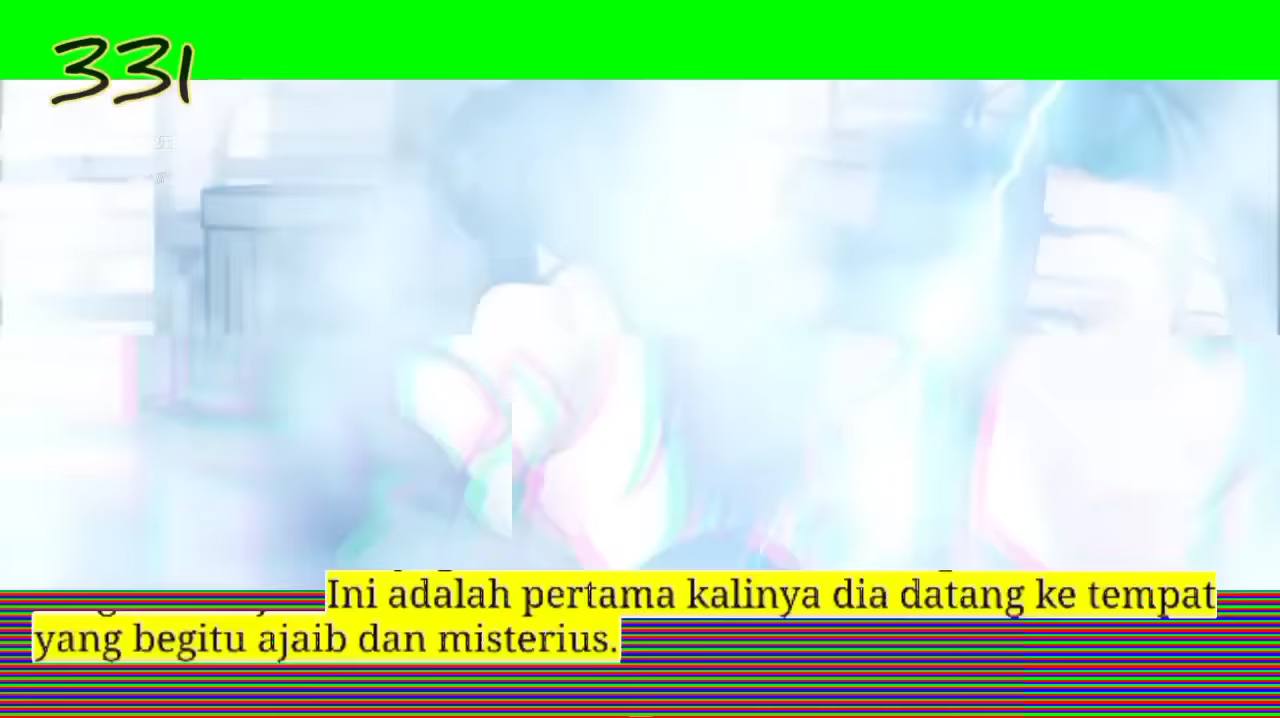 331
Ini adalah pertama kalinya dia datang ke tempat
yang begitu ajaib dan misterius.